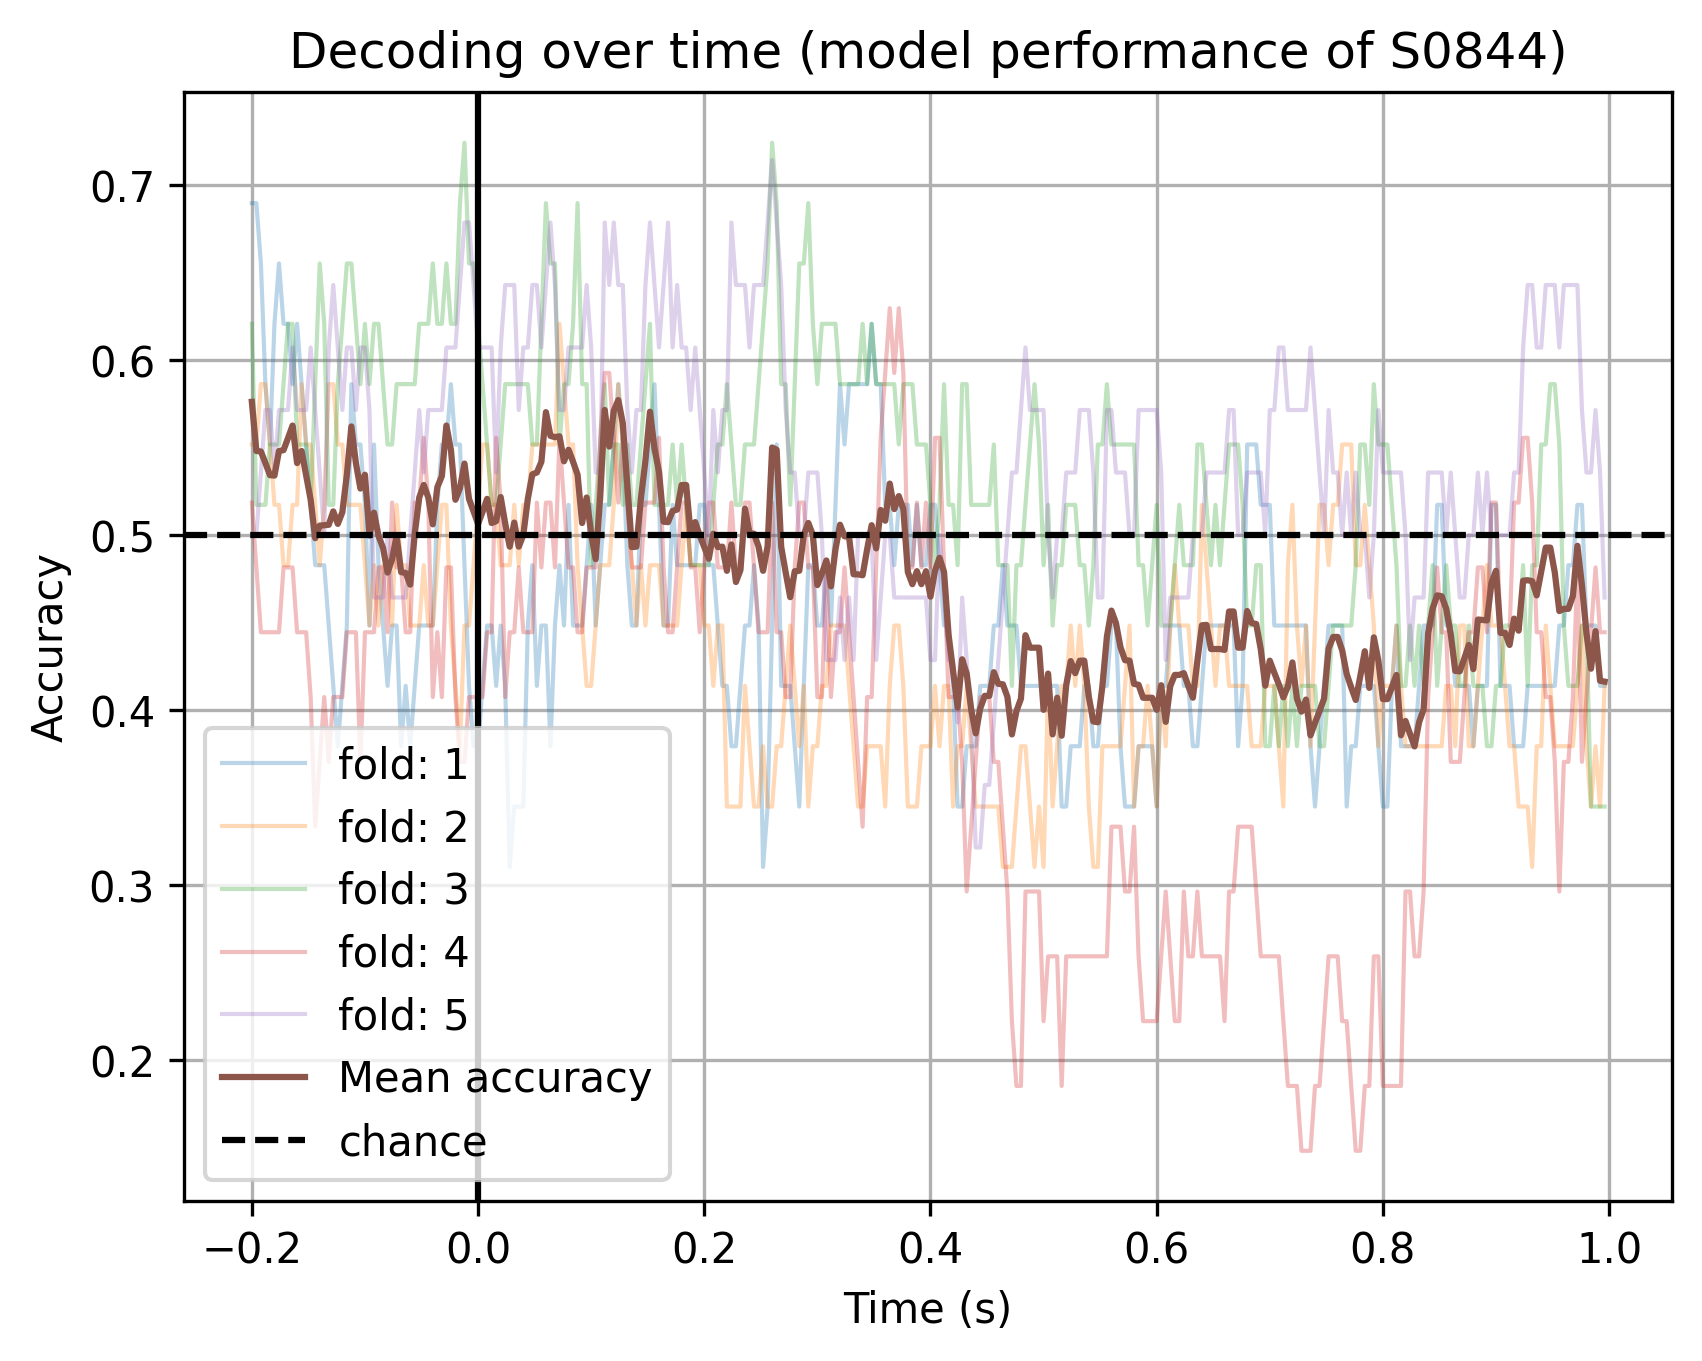 Decoding over time (model performance of S0844)
Accuracy
0.7
0.6
0.5
0.4
0.3
0.2
fold: 1
fold: 2
fold: 3
fold: 4
fold: 5
Mean accuracy
chance
−0.2 0.0 0.2 0.4 0.6 0.8 1.0
Time (s)